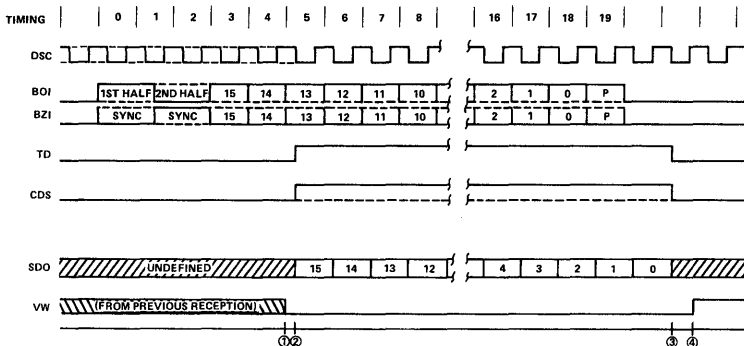 TIMING 0 1 2 3 4 5 6 7 8 16 17 18 19
DSC
BOI 1ST HALF 2ND HALF 15 14 13 12 11 10 2 1 0 P
BZI SYNC SYNC 15 14 13 12 11 10 2 1 0 P
TD
CDS
SDO UNDEFINED 15 14 13 12 4 3 2 1 0
VW (FROM PREVIOUS RECEPTION)
① ② ③ ④